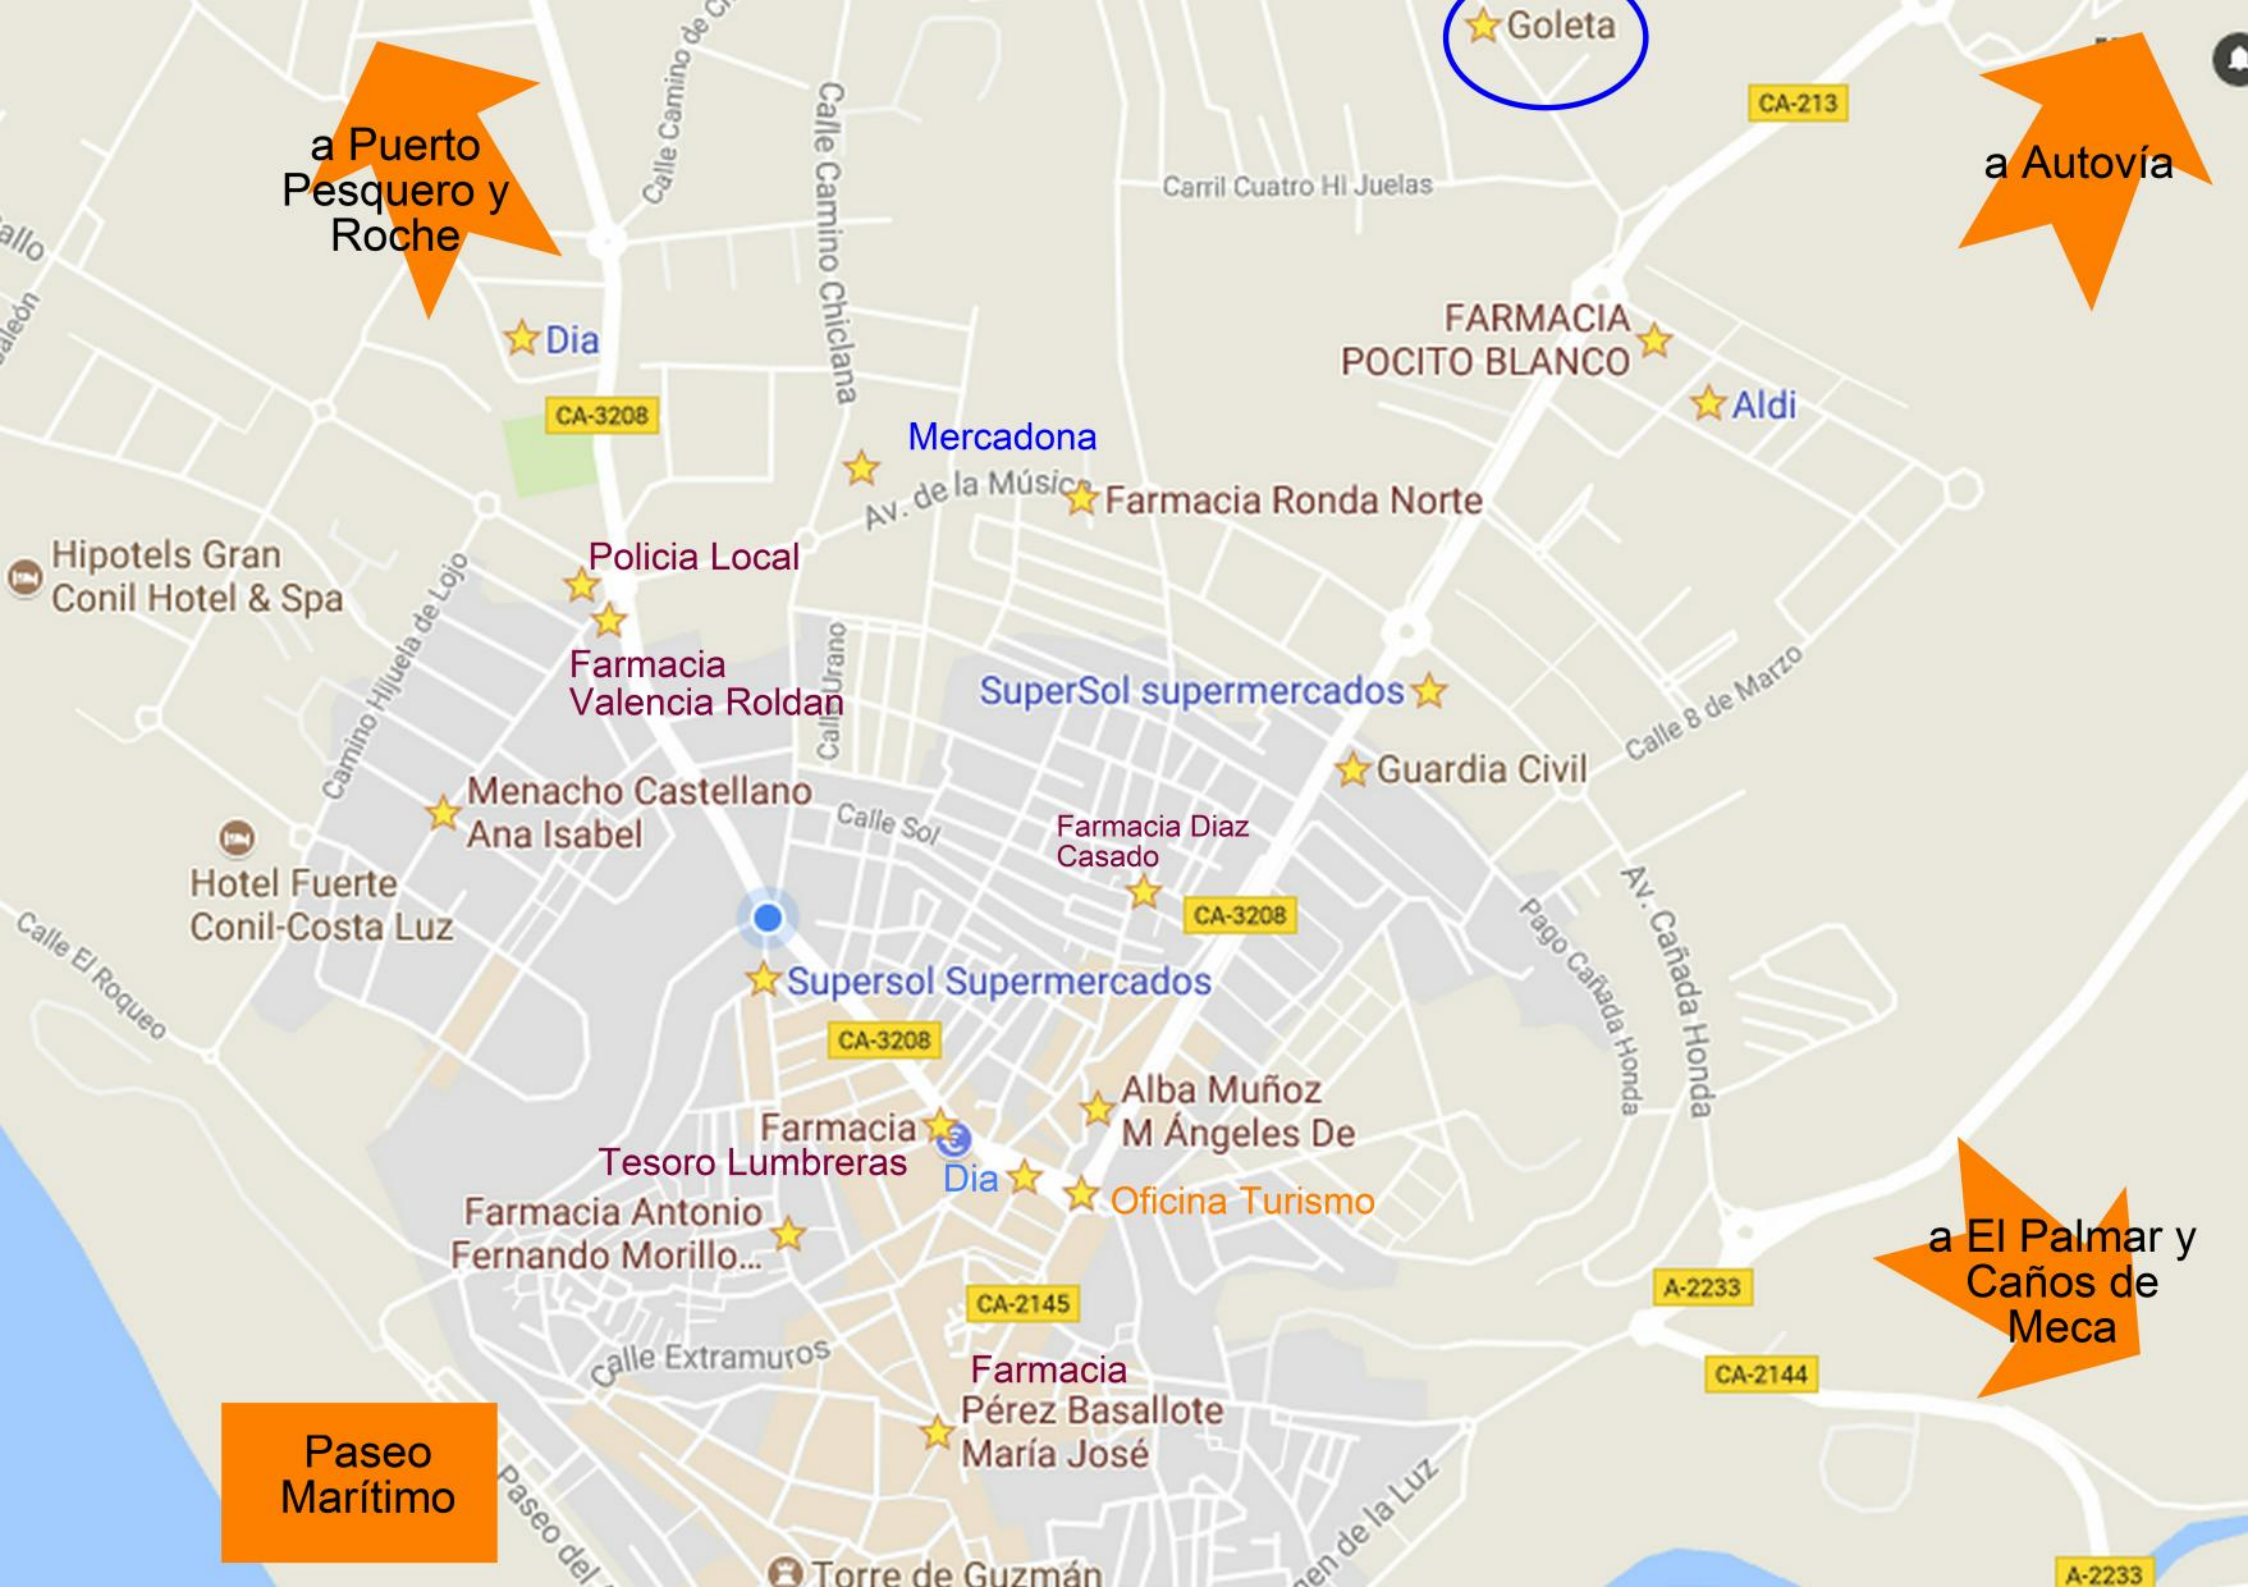 Goleta
CA-213
Calle Camino de C
Calle Camino Chiclana
a Puerto
Pesquero y
Roche
a Autovía
Carril Cuatro HI Juelas
allo
aleón
Dia
FARMACIA
POCITO BLANCO
CA-3208
Aldi
Mercadona
Av. de la Música
Farmacia Ronda Norte
Hipotels Gran
Conil Hotel & Spa
Policia Local
Camino Hijuela de Lojo
Farmacia
Valencia Roldan
Calle Urano
SuperSol supermercados
Calle 8 de Marzo
Guardia Civil
Menacho Castellano
Ana Isabel
Calle Sol
Farmacia Diaz
Casado
Hotel Fuerte
Conil-Costa Luz
CA-3208
Calle El Roqueo
Pago Cañada Honda
Av. Cañada Honda
Supersol Supermercados
CA-3208
Alba Muñoz
M Ángeles De
Farmacia
Tesoro Lumbreras
Dia
Oficina Turismo
Farmacia Antonio
Fernando Morillo...
a El Palmar y
Caños de
Meca
A-2233
CA-2145
Calle Extramuros
CA-2144
Farmacia
Pérez Basallote
María José
Paseo
Marítimo
Paseo del
en de la Luz
Torre de Guzmán
A-2233